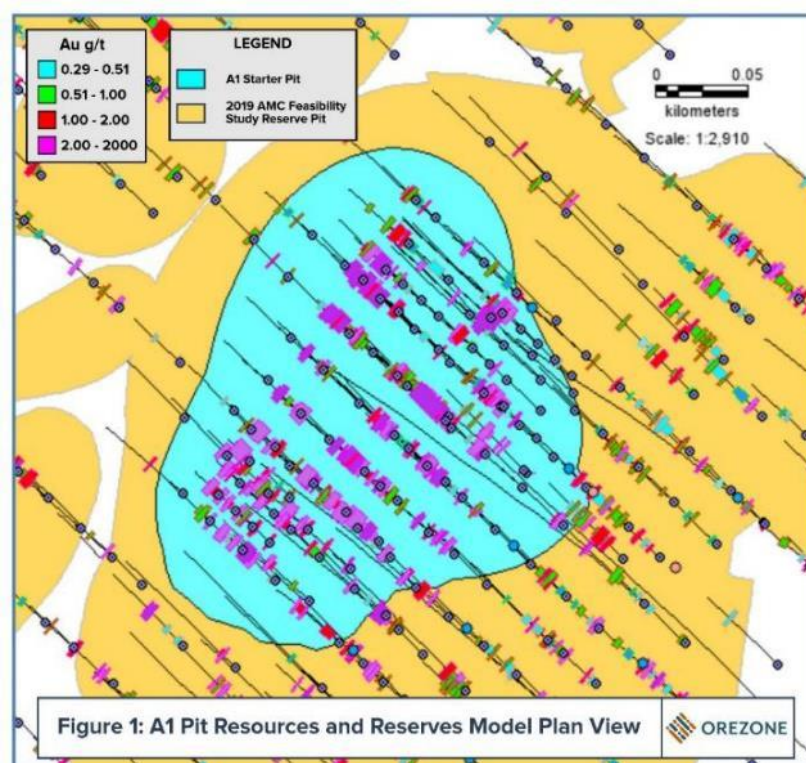 Au g/t
0.29 - 0.51
0.51 - 1.00
1.00 - 2.00
2.00 - 2000
LEGEND
A1 Starter Pit
2019 AMC Feasibility
Study Reserve Pit
0 0.05
kilometers
Scale: 1:2,910
Figure 1: A1 Pit Resources and Reserves Model Plan View
OREZONE